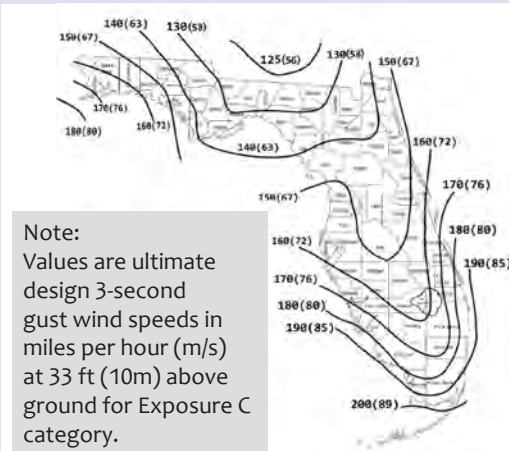 140(63)
130(58)
150(67)
125(56)
130(58)
150(67)
170(76)
180(80)
160(72)
140(63)
160(72)
170(76)
150(67)
180(80)
190(85)
160(72)
170(76)
180(80)
190(85)
200(89)
Note:
Values are ultimate
design 3-second
gust wind speeds in
miles per hour (m/s)
at 33 ft (10m) above
ground for Exposure C
category.